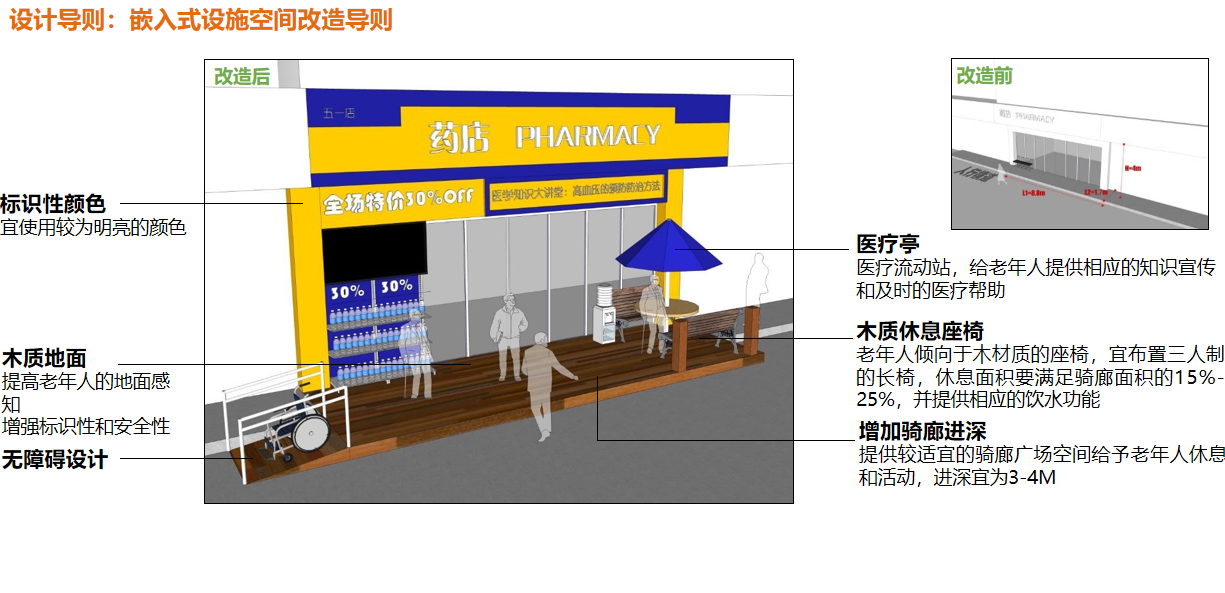 设计导则：嵌入式设施空间改造导则
改造后
五一店
药店 PHARMACY
全场特价30%OFF
医学知识大讲堂：高血压的预防防治方法
30%
30%
标识性颜色
宜使用较为明亮的颜色
木质地面
提高老年人的地面感
知
增强标识性和安全性
无障碍设计
改造前
药店 PHARMACY
人行铺道
H=4m
L1=8.8m
L2=1.7m
医疗亭
医疗流动站，给老年人提供相应的知识宣传
和及时的医疗帮助
木质休息座椅
老年人倾向于木材质的座椅，宜布置三人制
的长椅，休息面积要满足骑廊面积的15%-
25%，并提供相应的饮水功能
增加骑廊进深
提供较适宜的骑廊广场空间给予老年人休息
和活动，进深宜为3-4M